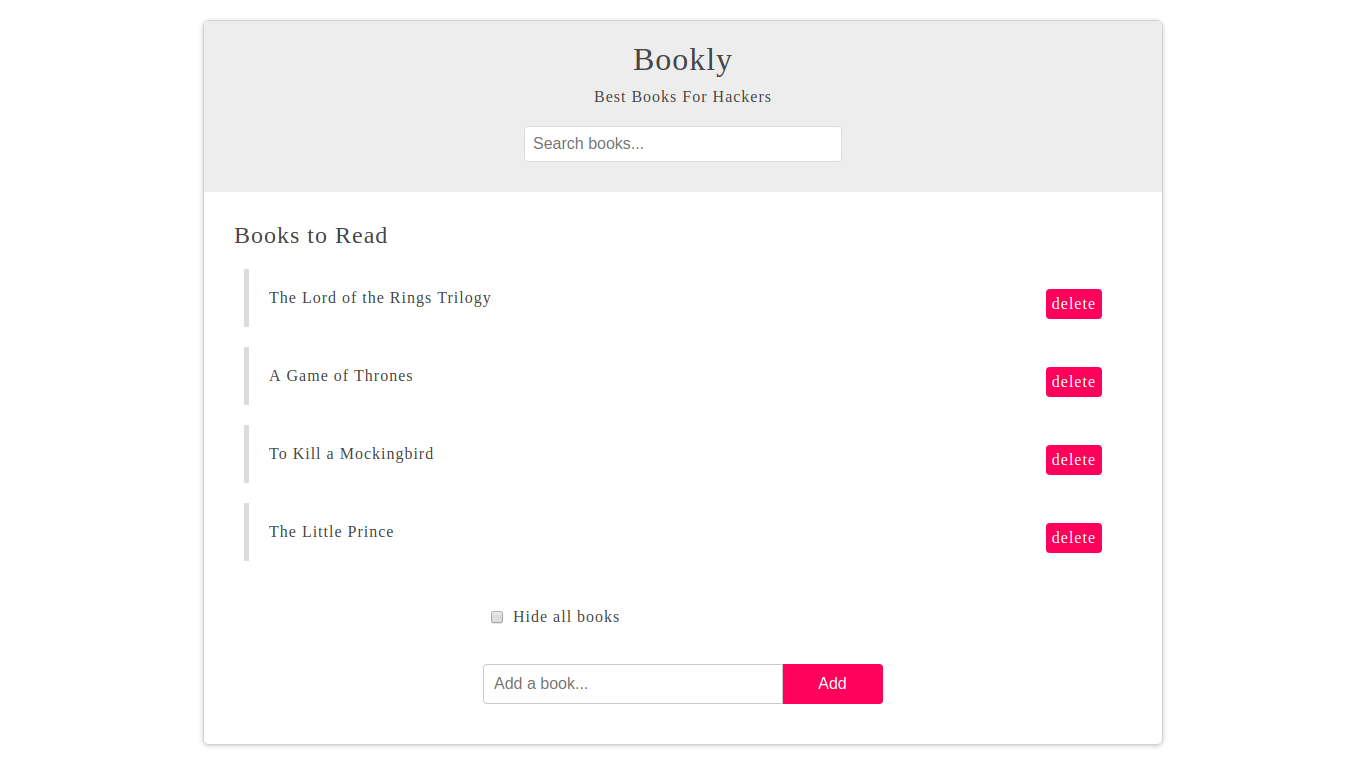 Bookly
Best Books For Hackers
Search books...
Books to Read
The Lord of the Rings Trilogy
delete
A Game of Thrones
delete
To Kill a Mockingbird
delete
The Little Prince
delete
Hide all books
Add a book...
Add